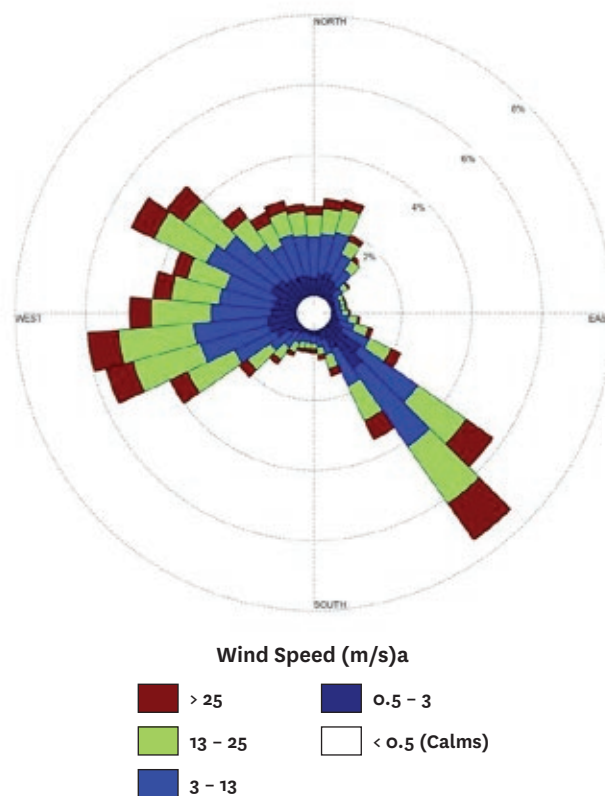 NORTH
8%
6%
4%
2%
WEST
EAS
SOUTH
Wind Speed (m/s)a
> 25
0.5 – 3
13 – 25
< 0.5 (Calms)
3 – 13